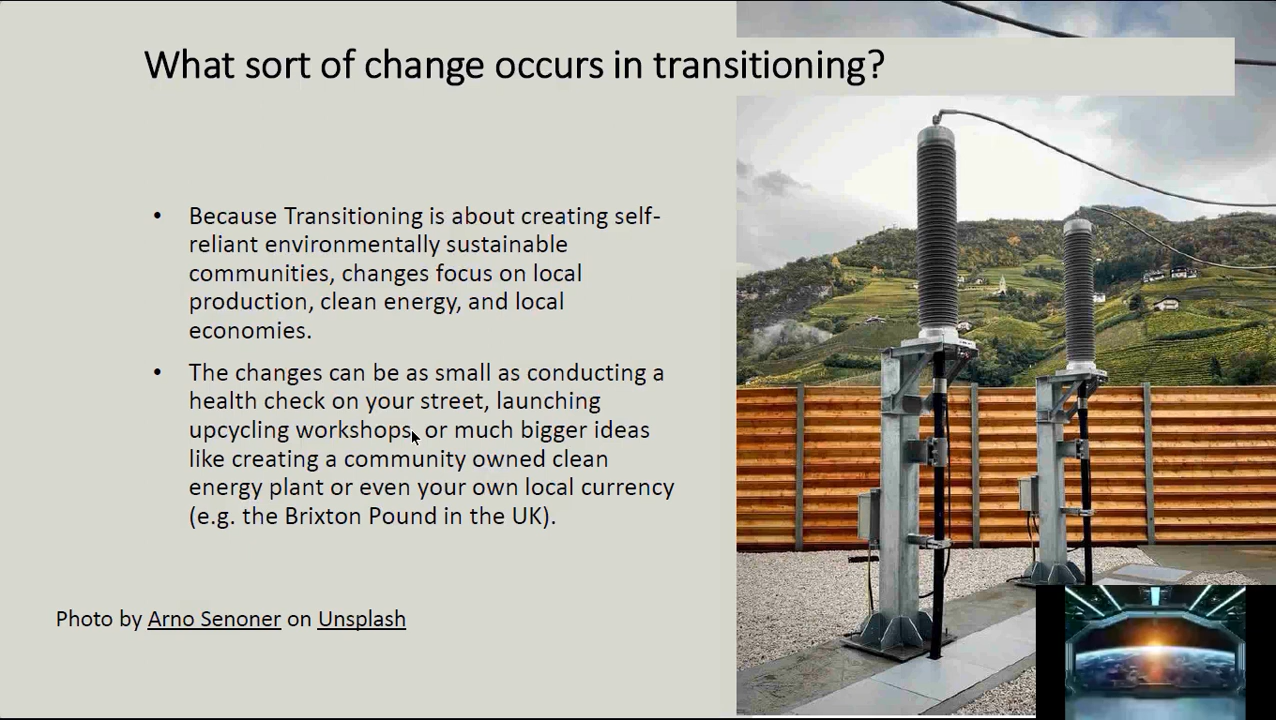 What sort of change occurs in transitioning?
• Because Transitioning is about creating self-
reliant environmentally sustainable
communities, changes focus on local
production, clean energy, and local
economies.
• The changes can be as small as conducting a
health check on your street, launching
upcycling workshops, or much bigger ideas
like creating a community owned clean
energy plant or even your own local currency
(e.g. the Brixton Pound in the UK).
Photo by Arno Senoner on Unsplash